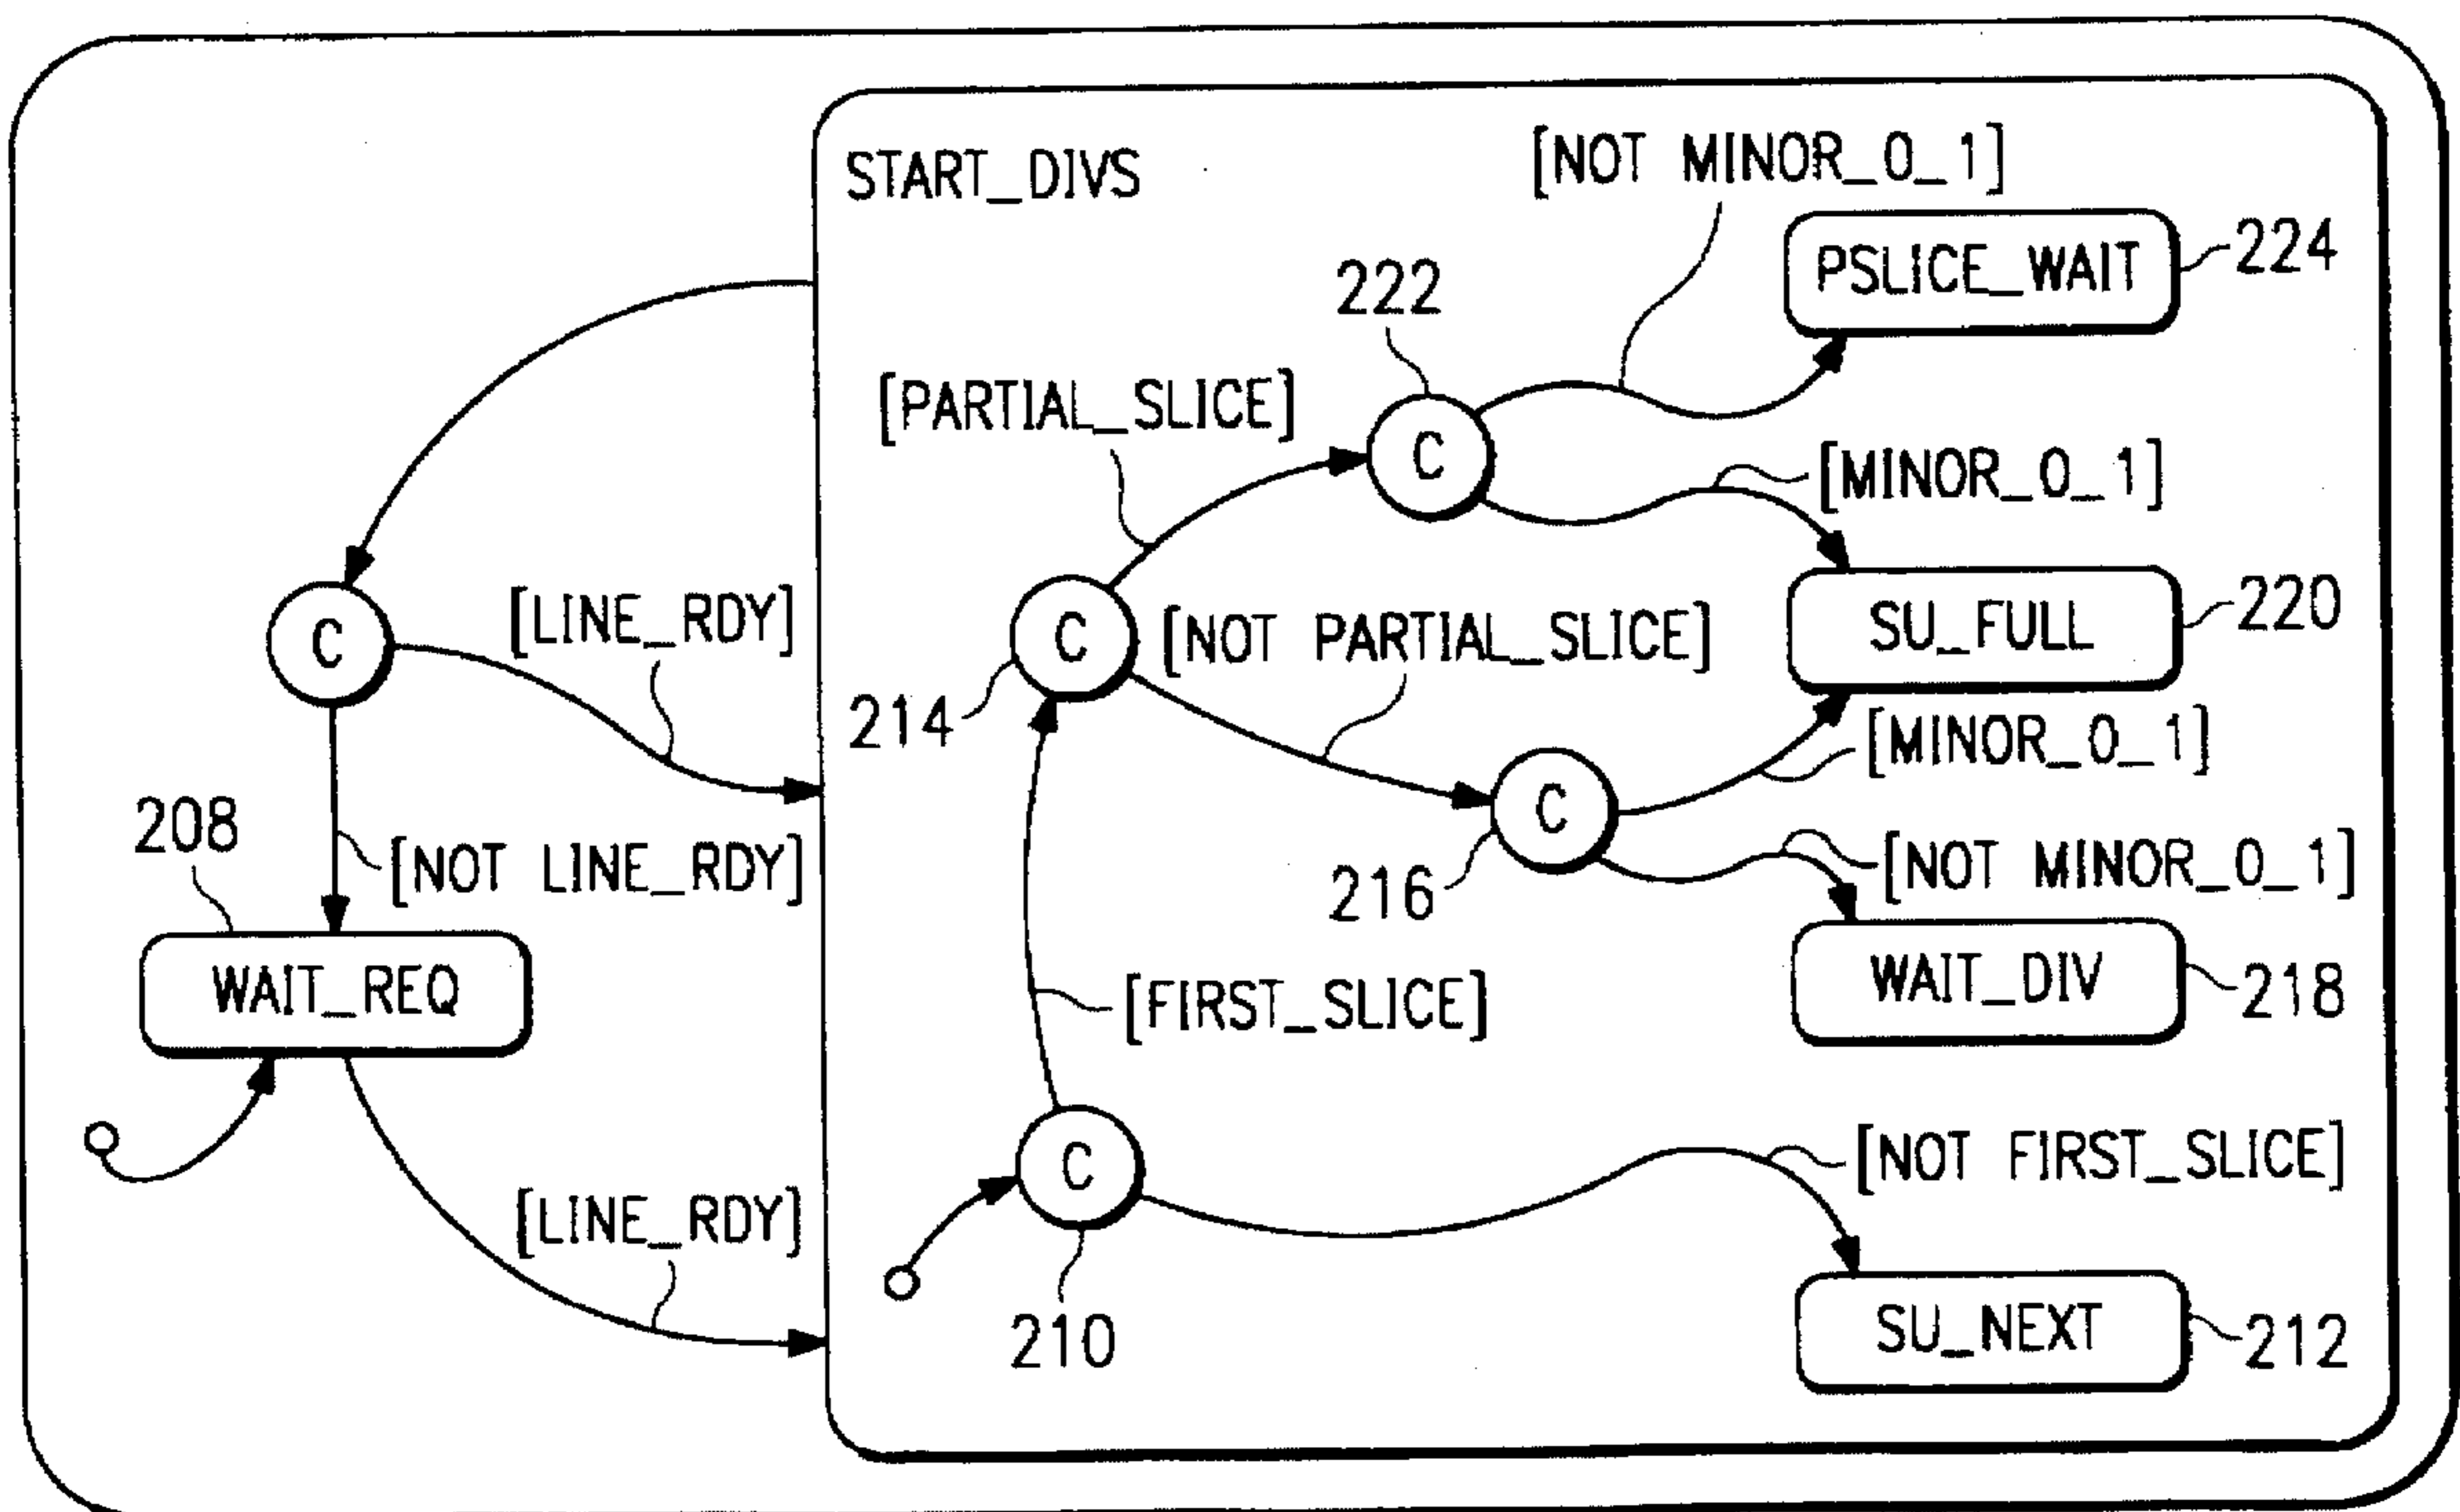 START_DIVS
[NOT MINOR_0_1]
PSLICE_WAIT
224
222
[PARTIAL_SLICE]
C
[MINOR_0_1]
C
[LINE_RDY]
C
[NOT PARTIAL_SLICE]
SU_FULL
220
214
[MINOR_0_1]
208
[NOT LINE_RDY]
C
216
[NOT MINOR_0_1]
WAIT_REQ
[FIRST_SLICE]
WAIT_DIV
218
C
[NOT FIRST_SLICE]
[LINE_RDY]
210
SU_NEXT
212